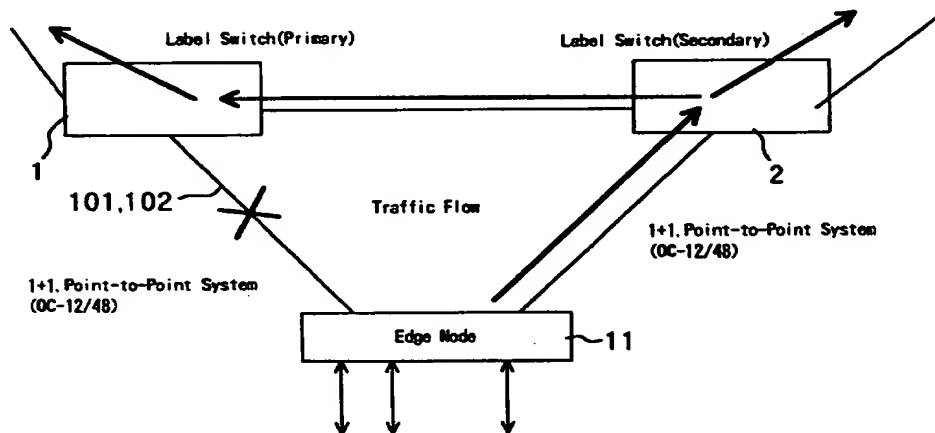 Label Switch(Primary)
Label Switch(Secondary)
1
2
101,102
Traffic Flow
1+1, Point-to-Point System
(OC-12/48)
1+1, Point-to-Point System
(OC-12/48)
Edge Node
11